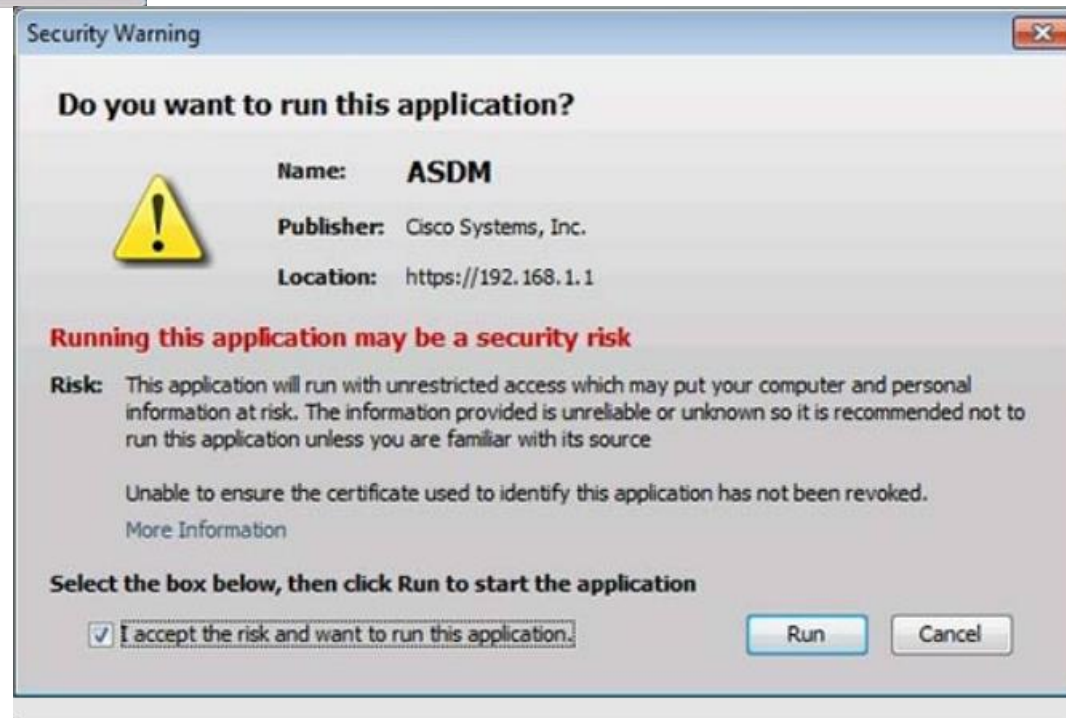 Security Warning
Do you want to run this application?
Name: ASDM
Publisher: Cisco Systems, Inc.
Location: https://192.168.1.1
Running this application may be a security risk
Risk: This application will run with unrestricted access which may put your computer and personal
information at risk. The information provided is unreliable or unknown so it is recommended not to
run this application unless you are familiar with its source
Unable to ensure the certificate used to identify this application has not been revoked.
More Information
Select the box below, then click Run to start the application
I accept the risk and want to run this application.
Run Cancel